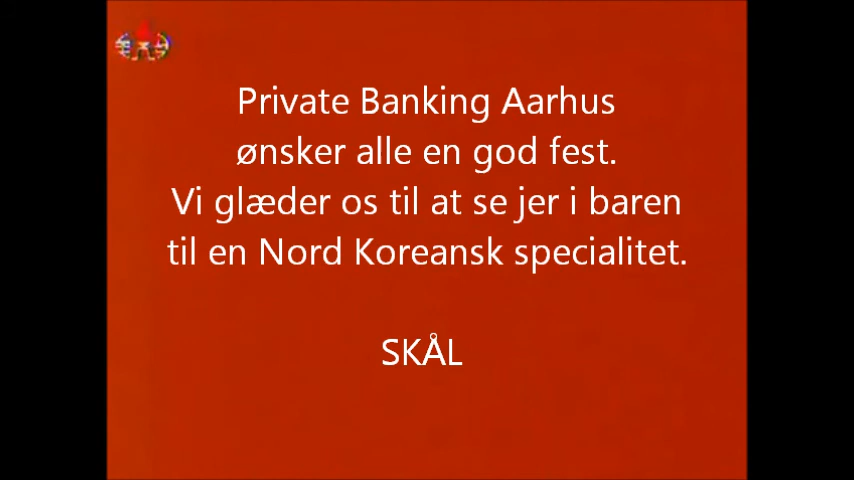 Private Banking Aarhus
ønsker alle en god fest.
Vi glæder os til at se jer i baren
til en Nord Koreansk specialitet.
SKÅL